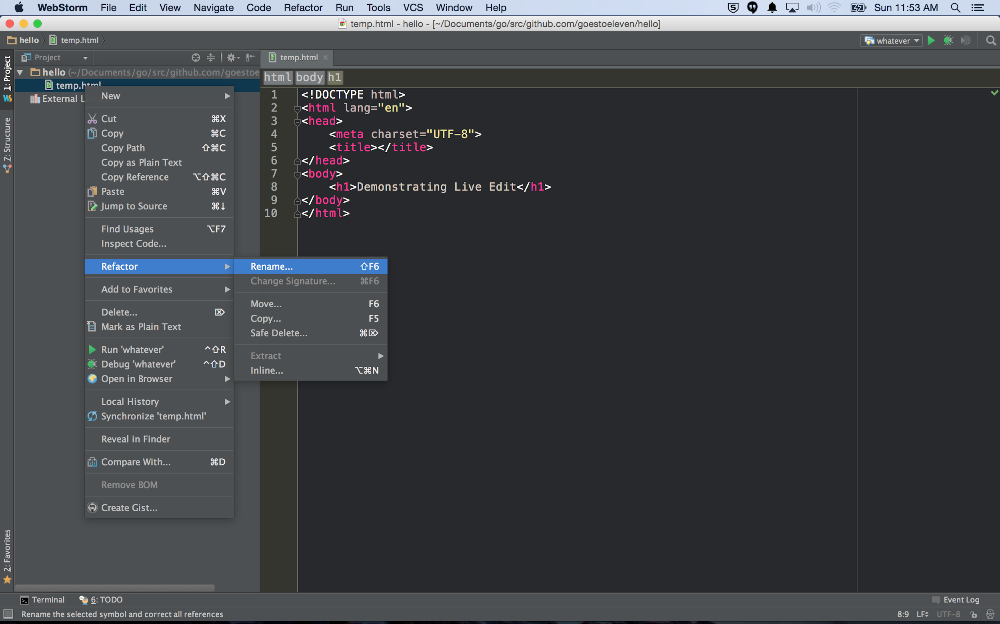 WebStorm File Edit View Navigate Code Refactor Run Tools VCS Window Help Sun 11:53 AM
temp.html - hello - [~/Documents/go/src/github.com/goestoeleven/hello]
hello temp.html whatever
1: Project
7: Structure
2: Favorites
Project
temp.html
hello (~/Documents/go/src/github.com/goestoe
temp.html
External L
html body h1
1 <!DOCTYPE html>
2 <html lang="en">
3 <head>
4 <meta charset="UTF-8">
5 <title></title>
6 </head>
7 <body>
8 <h1>Demonstrating Live Edit</h1>
9 </body>
10 </html>
New
Cut ⌘X
Copy ⌘C
Copy Path ⇧⌘C
Copy as Plain Text
Copy Reference ⌥⇧⌘C
Paste ⌘V
Jump to Source ⌘↓
Find Usages ⌥F7
Inspect Code...
Refactor
Add to Favorites
Delete... ⌦
Mark as Plain Text
Run 'whatever' ^⇧R
Debug 'whatever' ^⇧D
Open in Browser
Local History
Synchronize 'temp.html'
Reveal in Finder
Compare With... ⌘D
Remove BOM
Create Gist...
Rename... ⇧F6
Change Signature... ⌘F6
Move... F6
Copy... F5
Safe Delete... ⌘⌦
Extract
Inline... ⌥⌘N
Terminal 6: TODO Event Log
Rename the selected symbol and correct all references 8:9 LF UTF-8